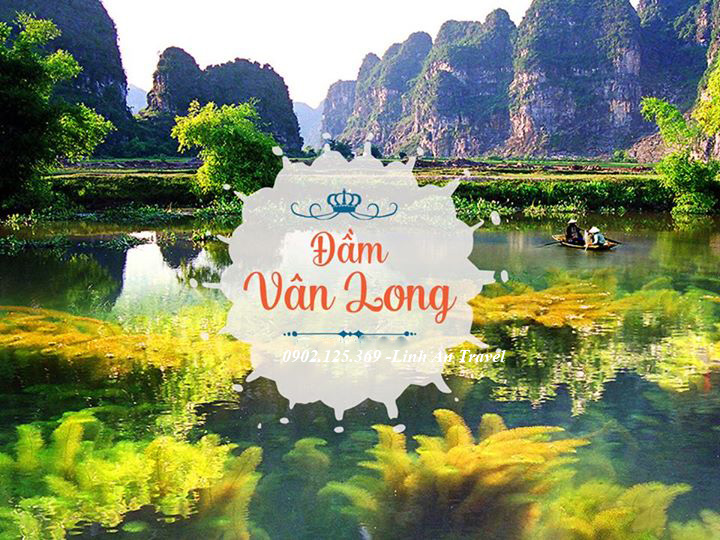 Đầm
Vân Long
0902.125.369 -Linh An Travel